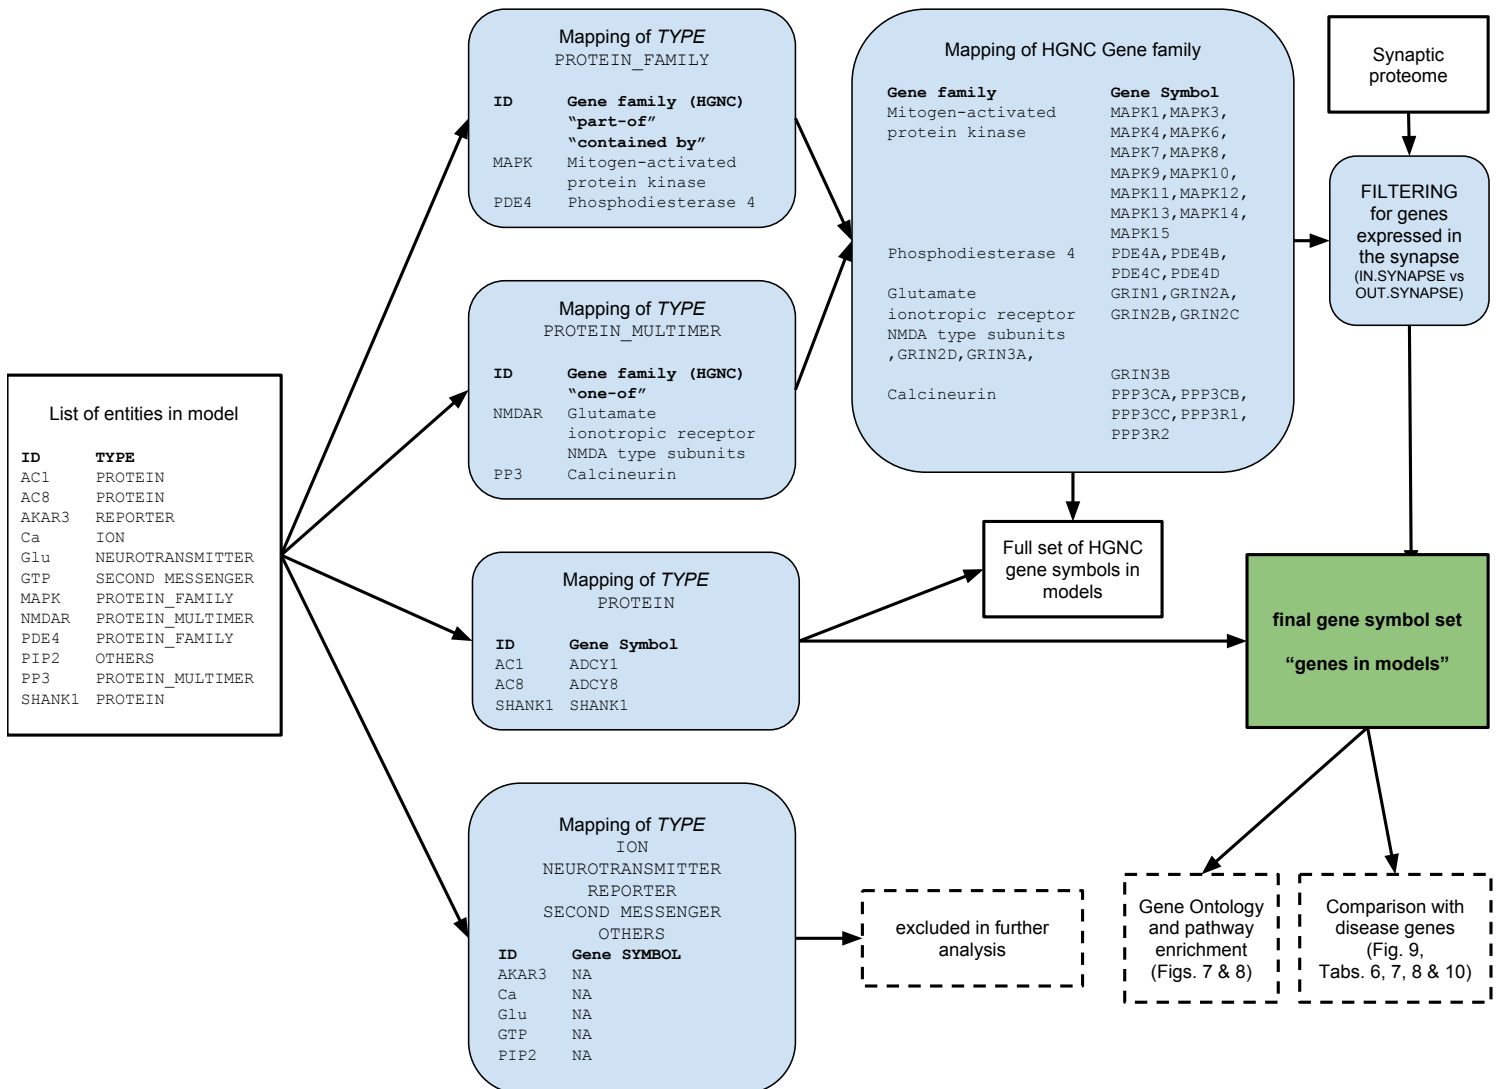 List of entities in model
ID TYPE
AC1 PROTEIN
AC8 PROTEIN
AKAR3 REPORTER
Ca ION
Glu NEUROTRANSMITTER
GTP SECOND MESSENGER
MAPK PROTEIN_FAMILY
NMDAR PROTEIN_MULTIMER
PDE4 PROTEIN_FAMILY
PIP2 OTHERS
PP3 PROTEIN_MULTIMER
SHANK1 PROTEIN
Mapping of TYPE
PROTEIN_FAMILY
ID Gene family (HGNC)
“part-of”
“contained by”
MAPK Mitogen-activated
protein kinase
PDE4 Phosphodiesterase 4
Mapping of TYPE
PROTEIN_MULTIMER
ID Gene family (HGNC)
“one-of”
NMDAR Glutamate
ionotropic receptor
NMDA type subunits
PP3 Calcineurin
Mapping of TYPE
PROTEIN
ID Gene Symbol
AC1 ADCY1
AC8 ADCY8
SHANK1 SHANK1
Mapping of TYPE
ION
NEUROTRANSMITTER
REPORTER
SECOND MESSENGER
OTHERS
ID Gene SYMBOL
AKAR3 NA
Ca NA
Glu NA
GTP NA
PIP2 NA
Mapping of HGNC Gene family
Gene family Gene Symbol
Mitogen-activated MAPK1,MAPK3,
protein kinase MAPK4,MAPK6,
MAPK7,MAPK8,
MAPK9,MAPK10,
MAPK11,MAPK12,
MAPK13,MAPK14,
MAPK15
Phosphodiesterase 4 PDE4A,PDE4B,
PDE4C,PDE4D
Glutamate GRIN1,GRIN2A,
ionotropic receptor GRIN2B,GRIN2C
NMDA type subunits
,GRIN2D,GRIN3A,
GRIN3B
Calcineurin PPP3CA,PPP3CB,
PPP3CC,PPP3R1,
PPP3R2
Full set of HGNC
gene symbols in
models
excluded in further
analysis
Synaptic
proteome
FILTERING
for genes
expressed in
the synapse
(IN.SYNAPSE vs
OUT.SYNAPSE)
final gene symbol set
“genes in models”
Gene Ontology
and pathway
enrichment
(Figs. 7 & 8)
Comparison with
disease genes
(Fig. 9,
Tabs. 6, 7, 8 & 10)